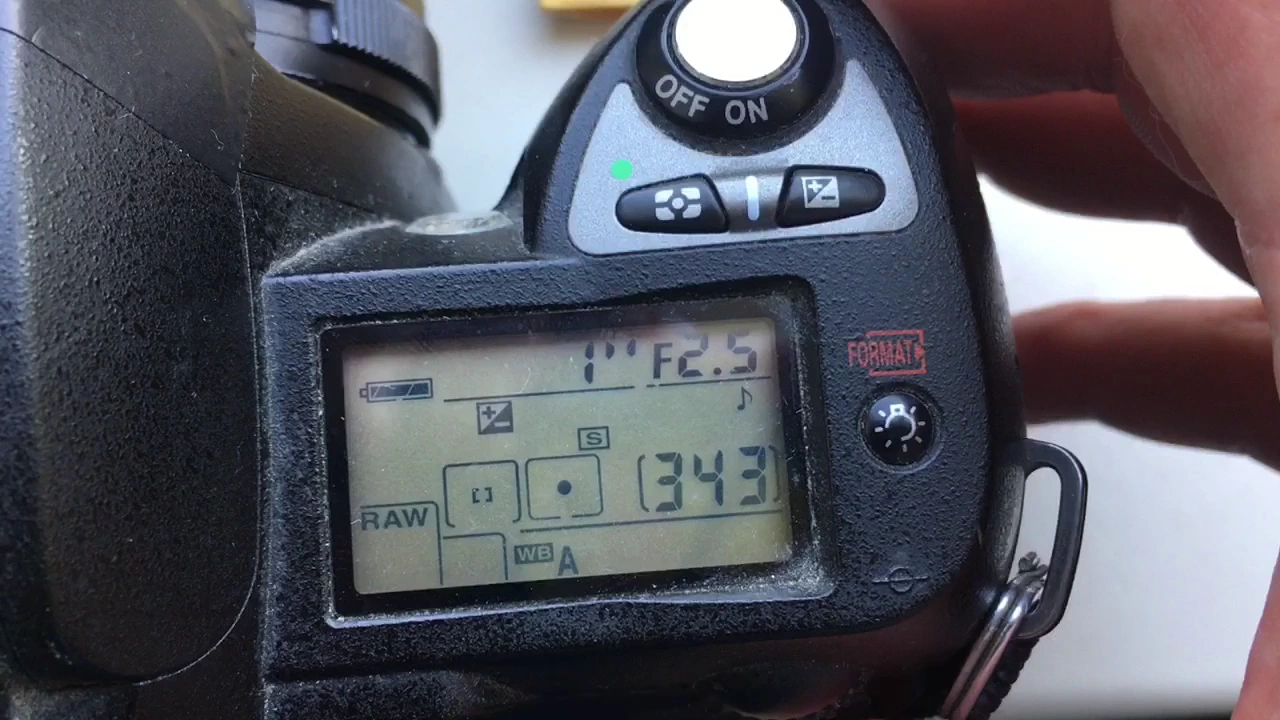 OFF ON
1" F2.5
FORMAT
S
[343]
RAW
WB A